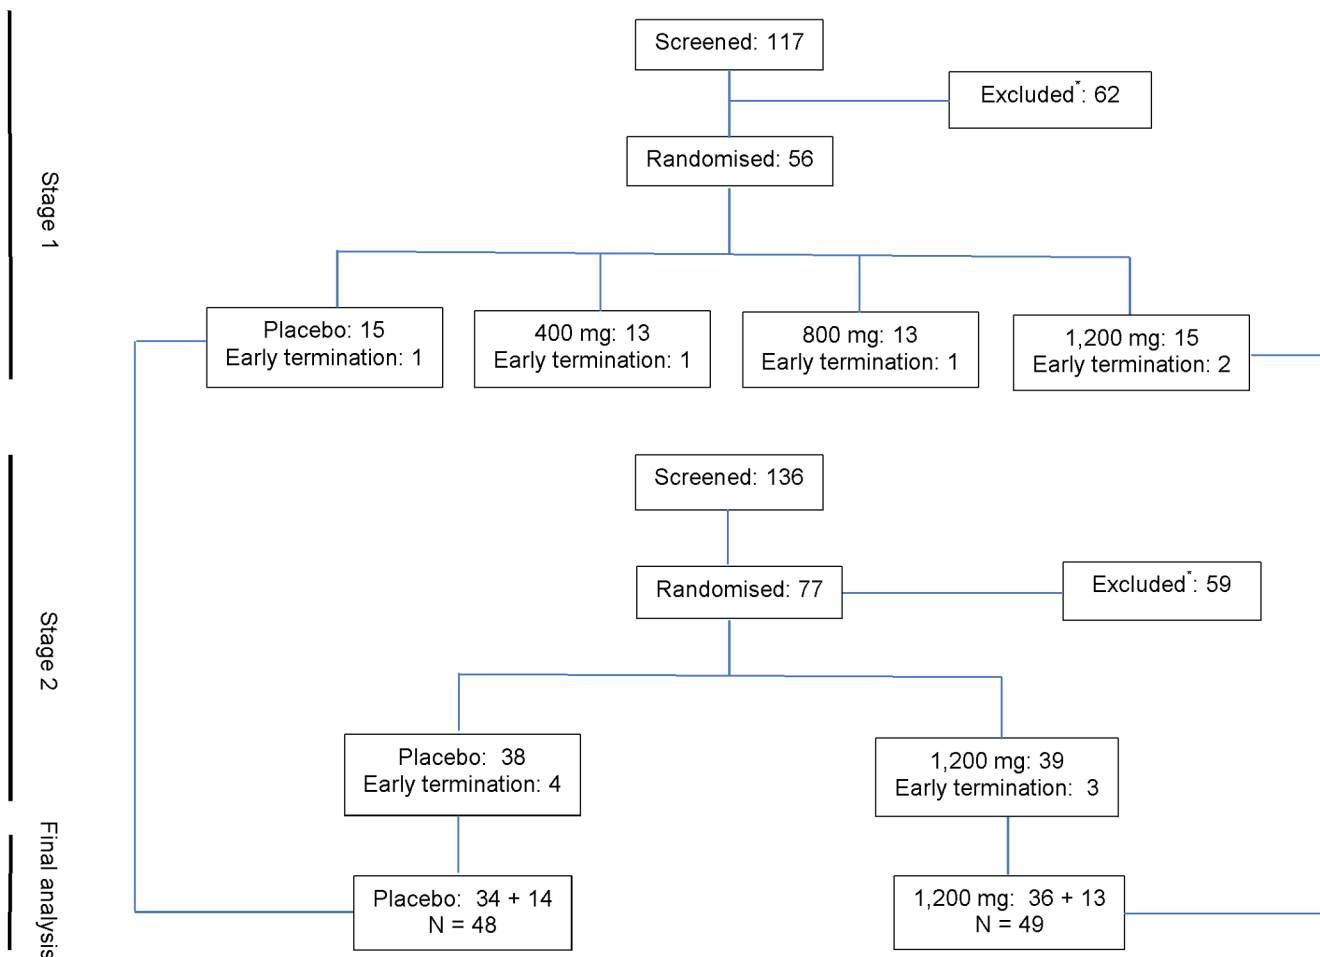 Screened: 117
Excluded*: 62
Randomised: 56
Stage 1
Placebo: 15
Early termination: 1
400 mg: 13
Early termination: 1
800 mg: 13
Early termination: 1
1,200 mg: 15
Early termination: 2
Screened: 136
Randomised: 77
Excluded*: 59
Stage 2
Placebo: 38
Early termination: 4
1,200 mg: 39
Early termination: 3
Final analysis
Placebo: 34 + 14
N = 48
1,200 mg: 36 + 13
N = 49